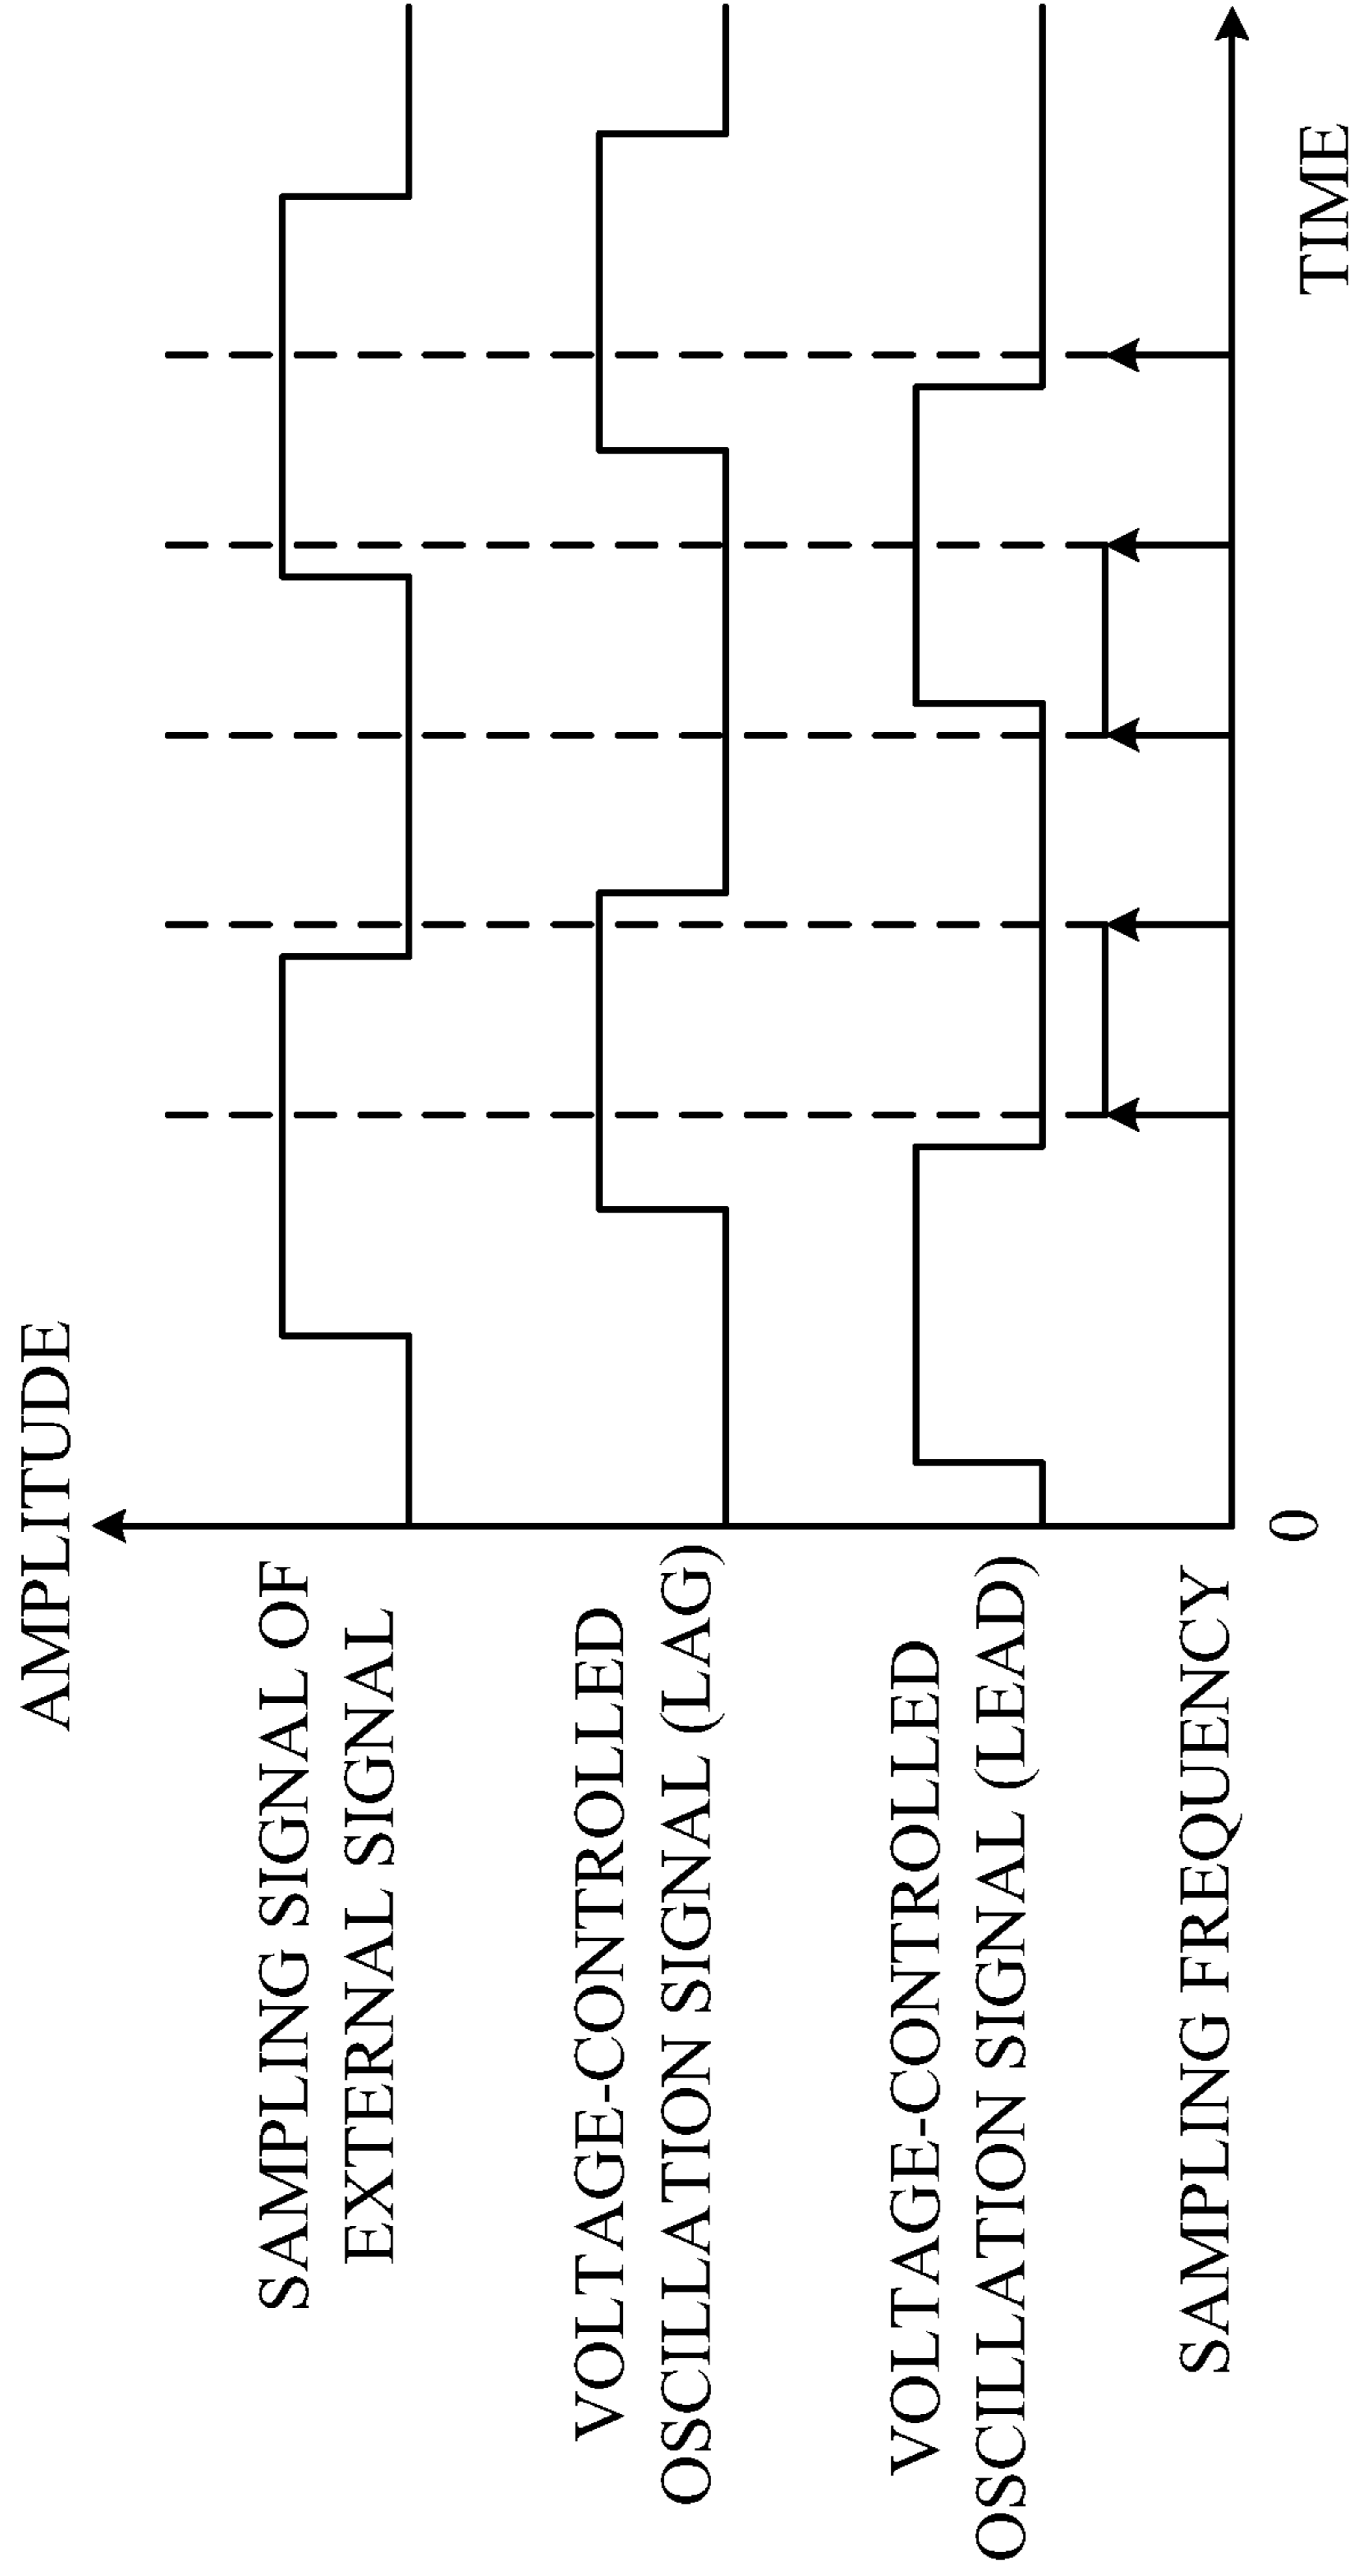 AMPLITUDE
SAMPLING SIGNAL OF
EXTERNAL SIGNAL
VOLTAGE-CONTROLLED
OSCILLATION SIGNAL (LAG)
VOLTAGE-CONTROLLED
OSCILLATION SIGNAL (LEAD)
SAMPLING FREQUENCY
0
TIME